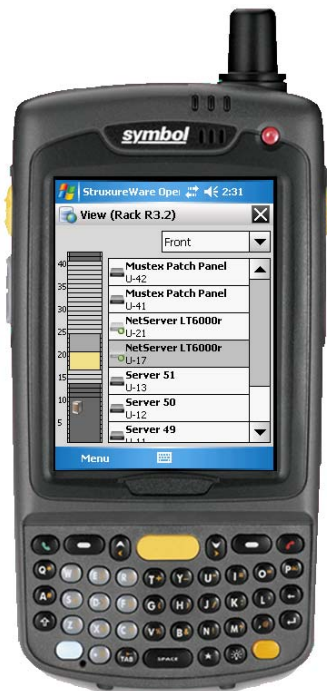 symbol
StruxureWare Ope: 2:31
View (Rack R3.2)
Front
40
35
30
25
20
15
10
5
Mustex Patch Panel
U-42
Mustex Patch Panel
U-41
NetServer LT6000r
U-21
NetServer LT6000r
U-17
Server 51
U-13
Server 50
U-12
Server 49
Menu
Q W E R T Y U I O P
A S D F G H J K L
Z X C V B N M
TAB SPACE